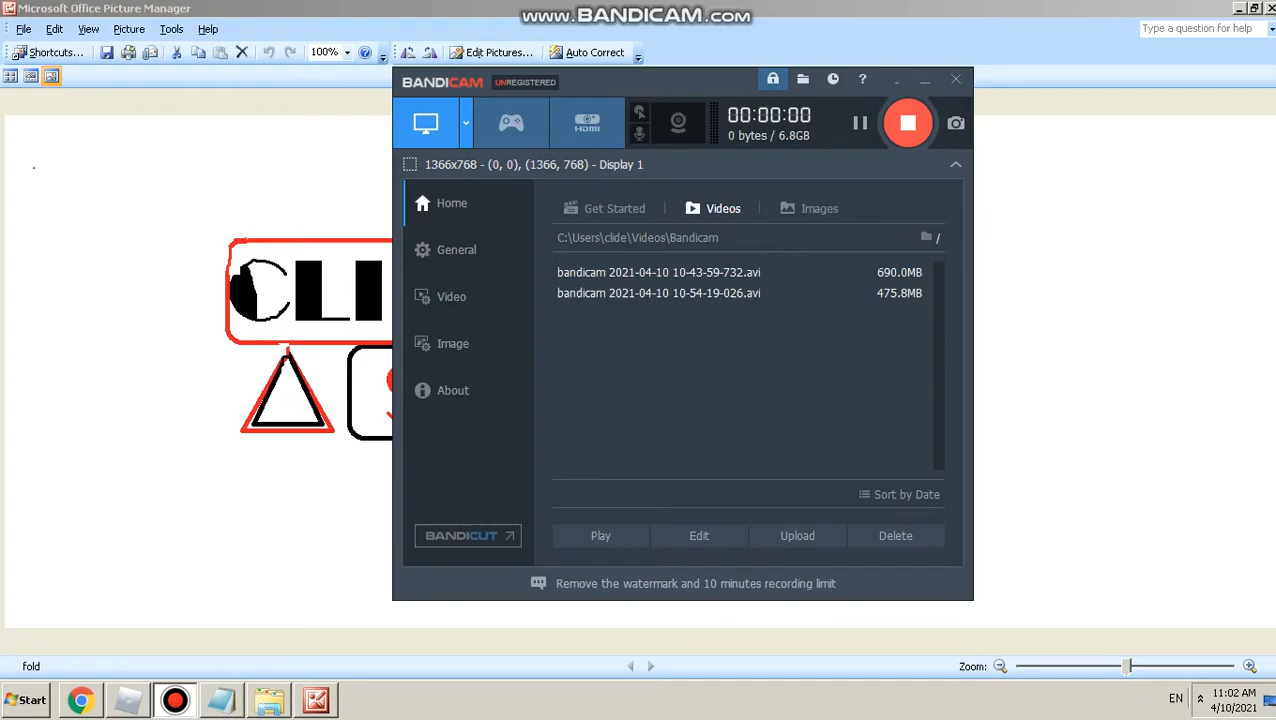 Microsoft Office Picture Manager
www.BANDICAM.com
File Edit View Picture Tools Help
Type a question for help
Shortcuts... 100% Edit Pictures... Auto Correct
BANDICAM UNREGISTERED
HDMI
00:00:00
0 bytes / 6.8GB
1366x768 - (0, 0), (1366, 768) - Display 1
Home
General
Video
Image
About
BANDICUT
Get Started Videos Images
C:\Users\clide\Videos\Bandicam
bandicam 2021-04-10 10-43-59-732.avi 690.0MB
bandicam 2021-04-10 10-54-19-026.avi 475.8MB
Sort by Date
Play Edit Upload Delete
Remove the watermark and 10 minutes recording limit
CLI
fold
Zoom:
Start
EN
11:02 AM
4/10/2021